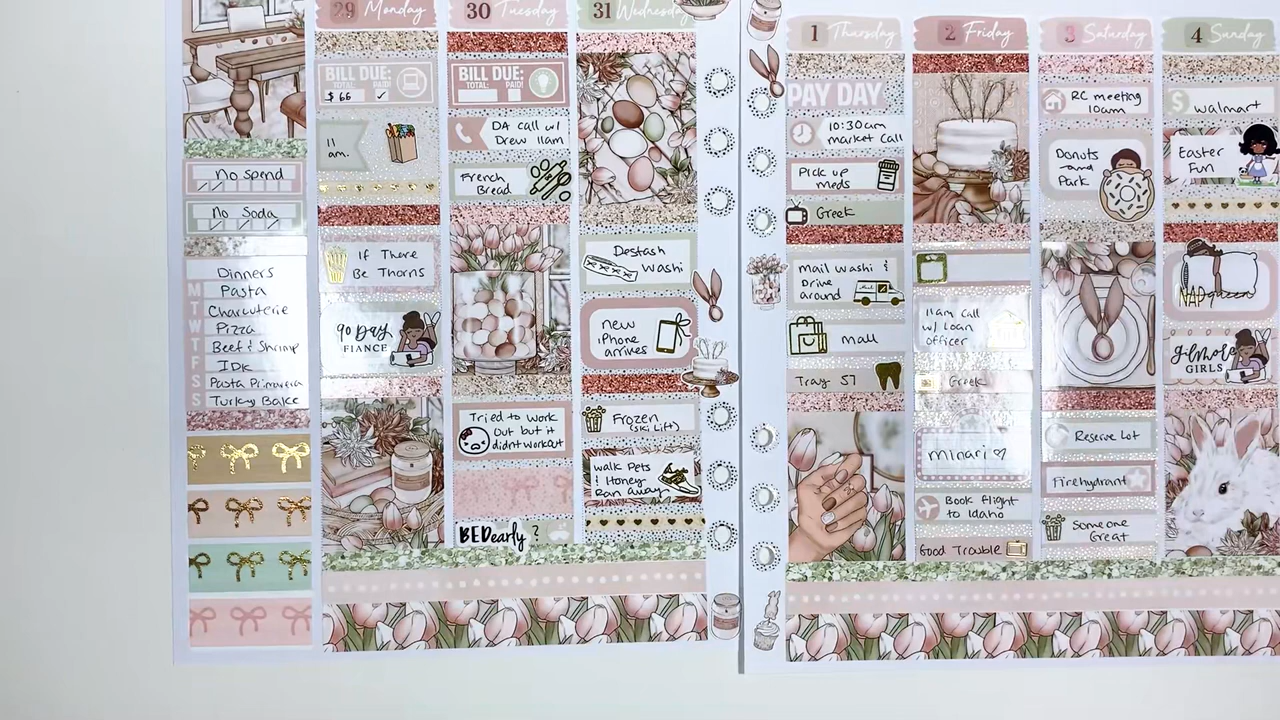 No spend
No Soda
Dinners
M Pasta
T Charcuterie
W Pizza
T Beef & Shrimp
F IDK
S Pasta Primavera
S Turkey Bake
29 Monday
BILL DUE:
TOTAL: PAID:
$66 ✓
11
am.
If There
Be Thorns
90 DAY
FIANCE
30 Tuesday
BILL DUE:
TOTAL: PAID:
DA call w/
Drew 11am
French
Bread
Tried to work
out but it
didnt workout
BEDearly ?
31 Wednesday
Destash
Washi
new
iPhone
arrives
Frozen
(Ski Lift)
walk Pets
& Honey
Ran away
1 Thursday
PAY DAY
10:30am
market call
Pick up
meds
Greek
Mail washi &
Drive
around
mall
Tray 57
2 Friday
11am Call
w/ Loan
officer
Greek
minari ♡
Book flight
to Idaho
Good Trouble
3 Saturday
RC meeting
10am
Donuts
and
Park
Reserve Lot
Firehydrant
Someone
Great
4 Sunday
$ walmart
Easter
Fun
NAP queen
gilmore
GIRLS